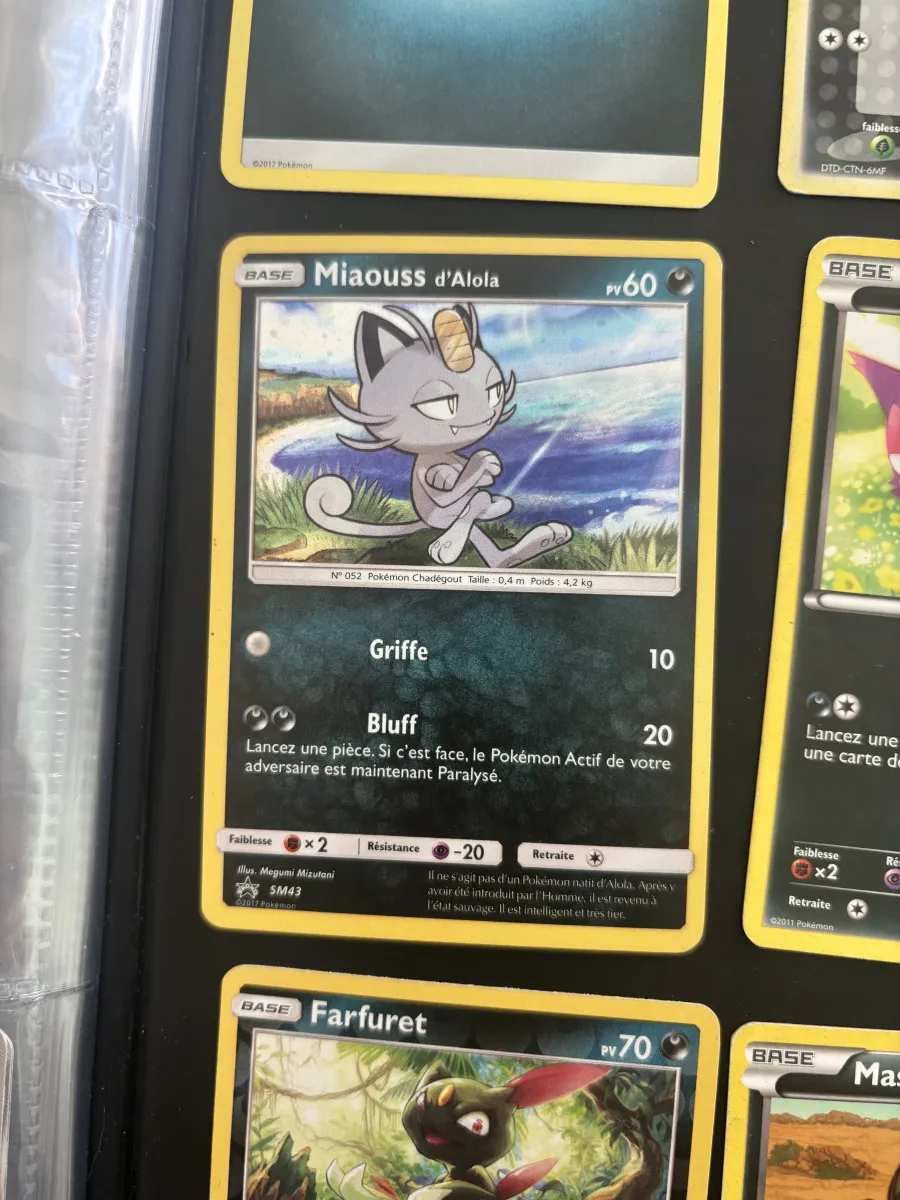 ©2017 Pokémon
faibless
DTD-CTN-6MF
BASE Miaouss d'Alola PV60
N° 052 Pokémon Chadégout Taille : 0,4 m Poids : 4,2 kg
Griffe 10
Bluff 20
Lancez une pièce. Si c'est face, le Pokémon Actif de votre
adversaire est maintenant Paralysé.
Faiblesse ×2 Résistance -20 Retraite
Illus. Megumi Mizutani
SM43
©2017 Pokémon
Il ne s'agit pas d'un Pokémon natif d'Alola. Après y
avoir été introduit par l'Homme, il est revenu à
l'état sauvage. Il est intelligent et très fier.
BASE
Lancez une
une carte d
Faiblesse Ré
×2
Retraite
©2011 Pokémon
BASE Farfuret
PV70
BASE
Mas